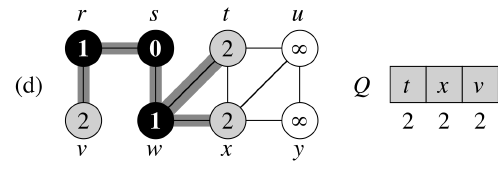 r s t u
1 0 2 ∞
(d) Q t x v
2 1 2 ∞ 2 2 2
v w x y